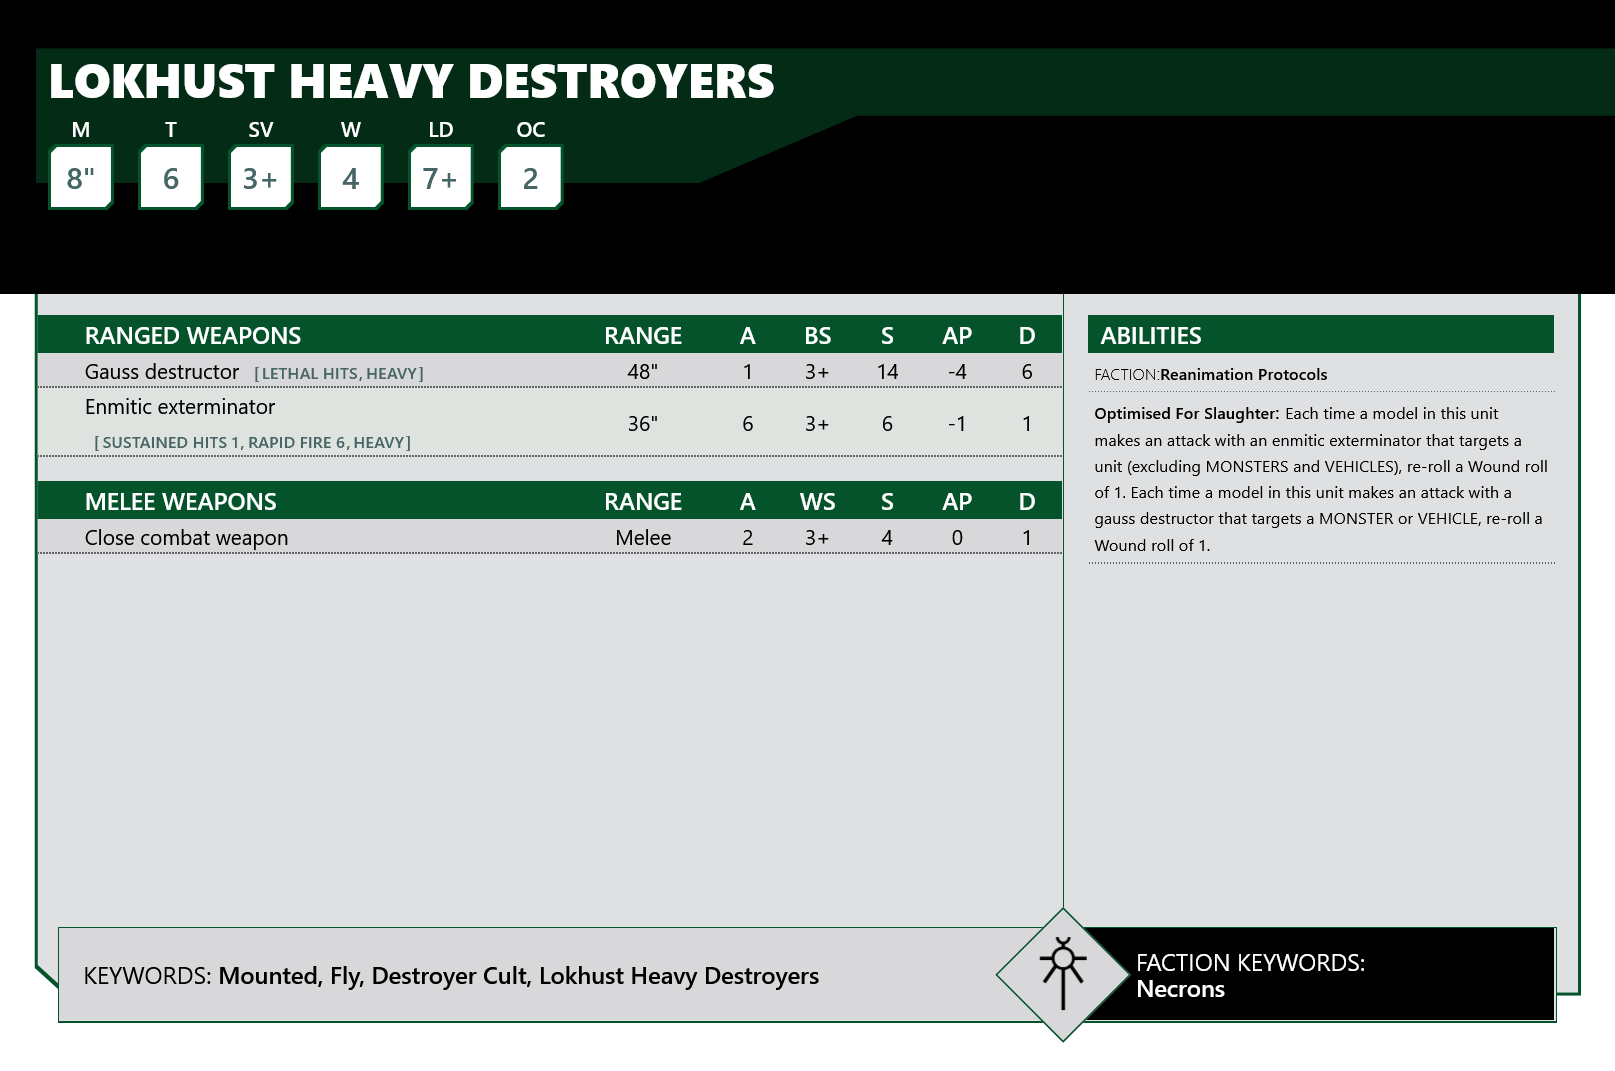 LOKHUST HEAVY DESTROYERS
M T SV W LD OC
8" 6 3+ 4 7+ 2
RANGED WEAPONS RANGE A BS S AP D
Gauss destructor [LETHAL HITS, HEAVY] 48" 1 3+ 14 -4 6
Enmitic exterminator
[SUSTAINED HITS 1, RAPID FIRE 6, HEAVY] 36" 6 3+ 6 -1 1
MELEE WEAPONS RANGE A WS S AP D
Close combat weapon Melee 2 3+ 4 0 1
ABILITIES
FACTION:Reanimation Protocols
Optimised For Slaughter: Each time a model in this unit
makes an attack with an enmitic exterminator that targets a
unit (excluding MONSTERS and VEHICLES), re-roll a Wound roll
of 1. Each time a model in this unit makes an attack with a
gauss destructor that targets a MONSTER or VEHICLE, re-roll a
Wound roll of 1.
KEYWORDS: Mounted, Fly, Destroyer Cult, Lokhust Heavy Destroyers
FACTION KEYWORDS:
Necrons